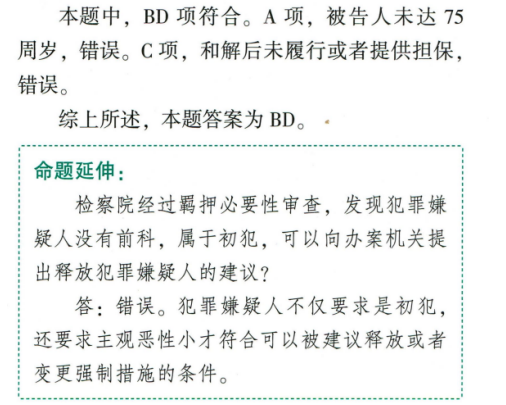 本题中，BD 项符合。A 项，被告人未达 75
周岁，错误。C 项，和解后未履行或者提供担保，
错误。
综上所述，本题答案为 BD。
命题延伸：
检察院经过羁押必要性审查，发现犯罪嫌
疑人没有前科，属于初犯，可以向办案机关提
出释放犯罪嫌疑人的建议？
答：错误。犯罪嫌疑人不仅要求是初犯，
还要求主观恶性小才符合可以被建议释放或者
变更强制措施的条件。